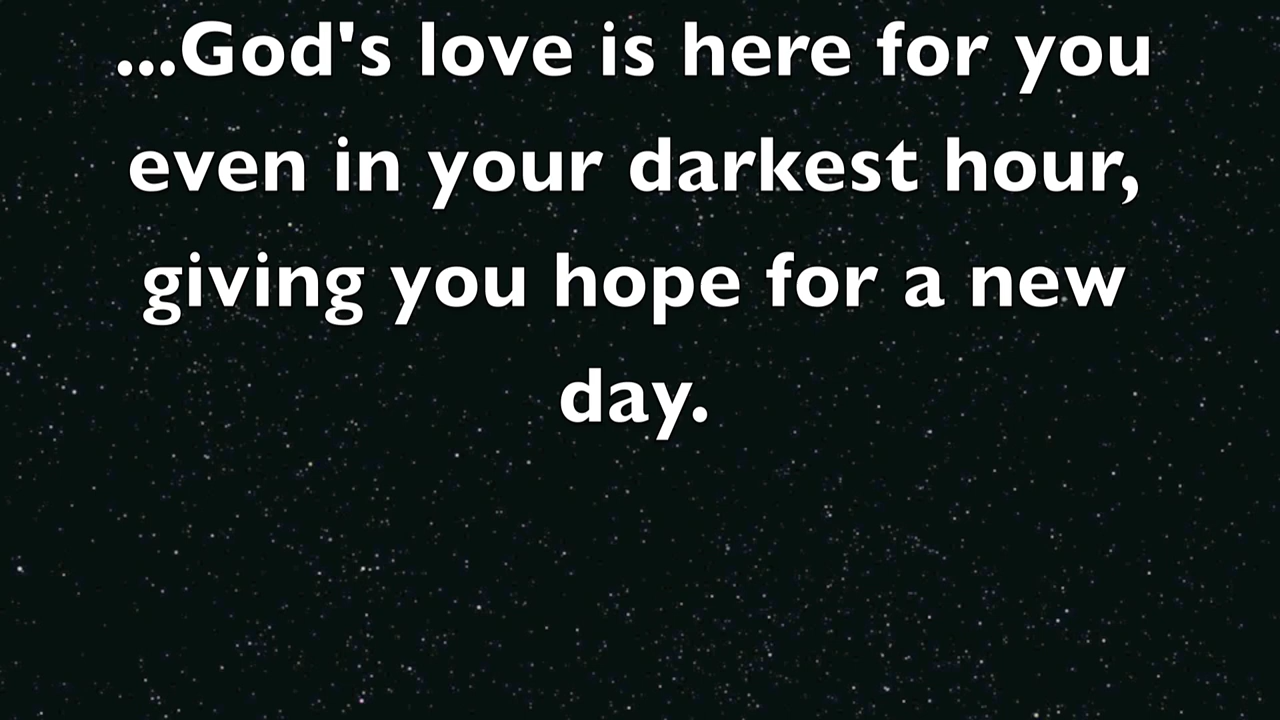 ...God's love is here for you
even in your darkest hour,
giving you hope for a new
day.